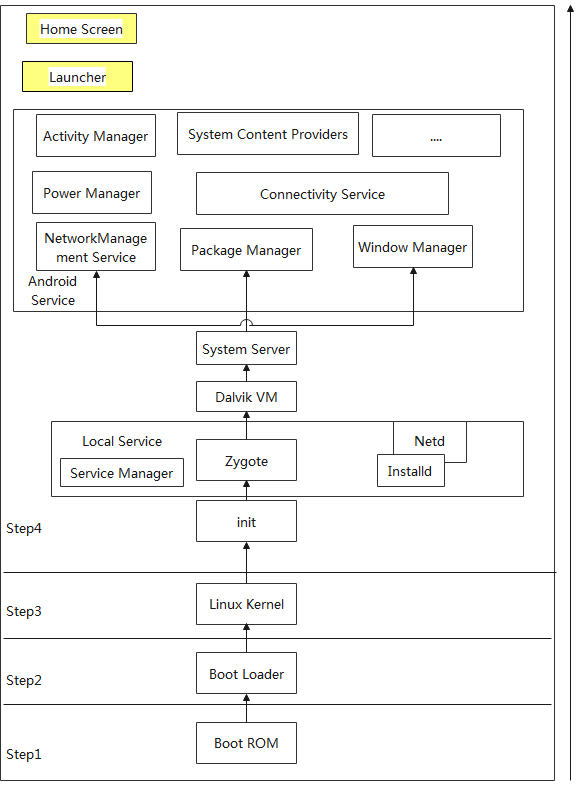 Home Screen
Launcher
Activity Manager
System Content Providers
....
Power Manager
Connectivity Service
NetworkManage
ment Service
Package Manager
Window Manager
Android
Service
System Server
Dalvik VM
Local Service
Zygote
Netd
Service Manager
Installd
init
Step4
Linux Kernel
Step3
Boot Loader
Step2
Boot ROM
Step1